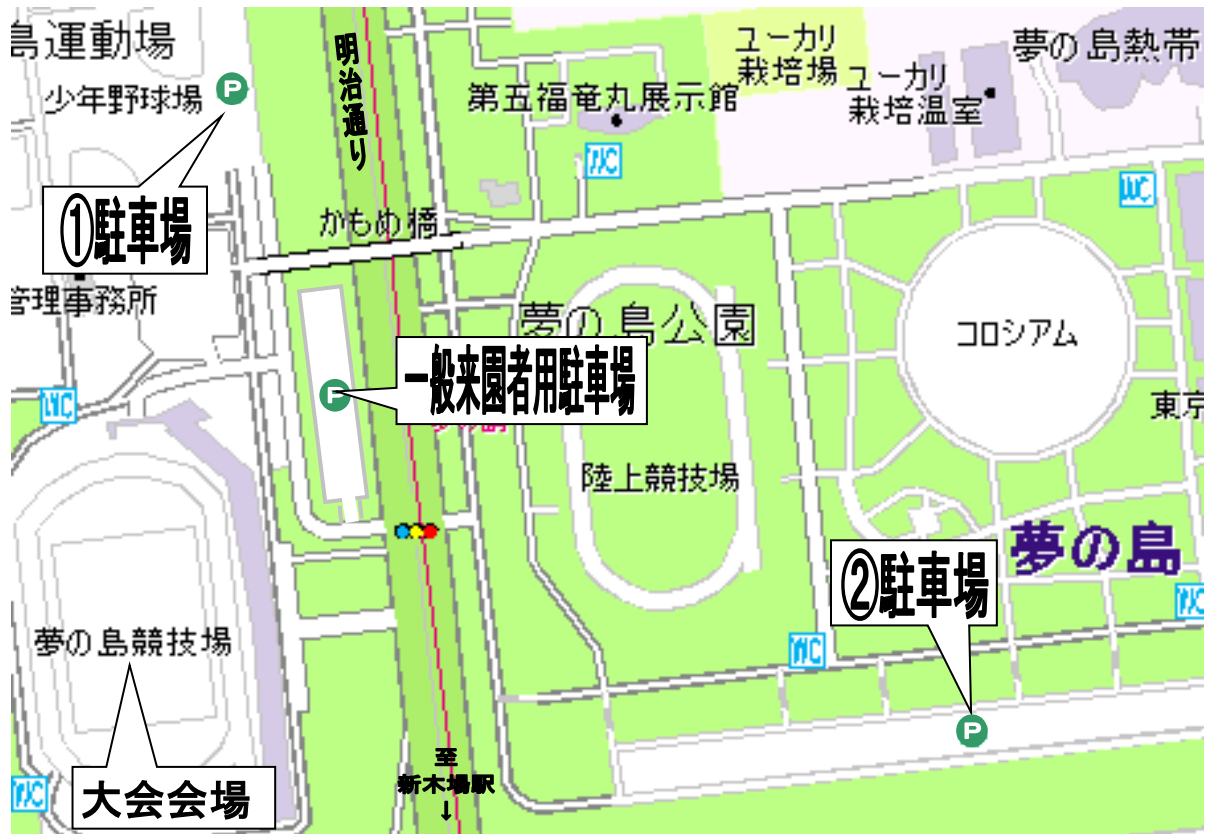 島運動場
明治通り
ユーカリ
栽培場
夢の島熱帯
少年野球場
P
第五福竜丸展示館
ユーカリ
栽培温室
WC
WC
①駐車場
かもめ橋
管理事務所
夢の島公園
コロシアム
一般来園者用駐車場
P
WC
東京
陸上競技場
夢の島
②駐車場
WC
夢の島競技場
WC
P
至
新木場駅
↓
WC
大会会場